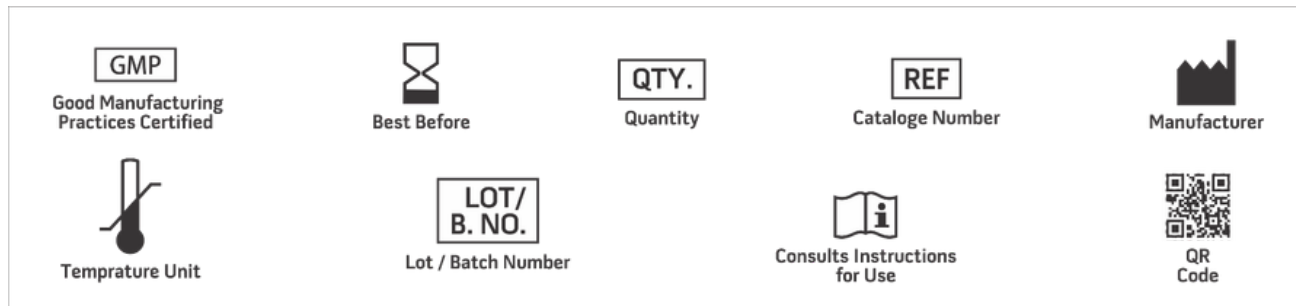 GMP
Good Manufacturing
Practices Certified
Best Before
QTY.
Quantity
REF
Cataloge Number
Manufacturer
Temprature Unit
LOT/
B. NO.
Lot / Batch Number
i
Consults Instructions
for Use
QR
Code